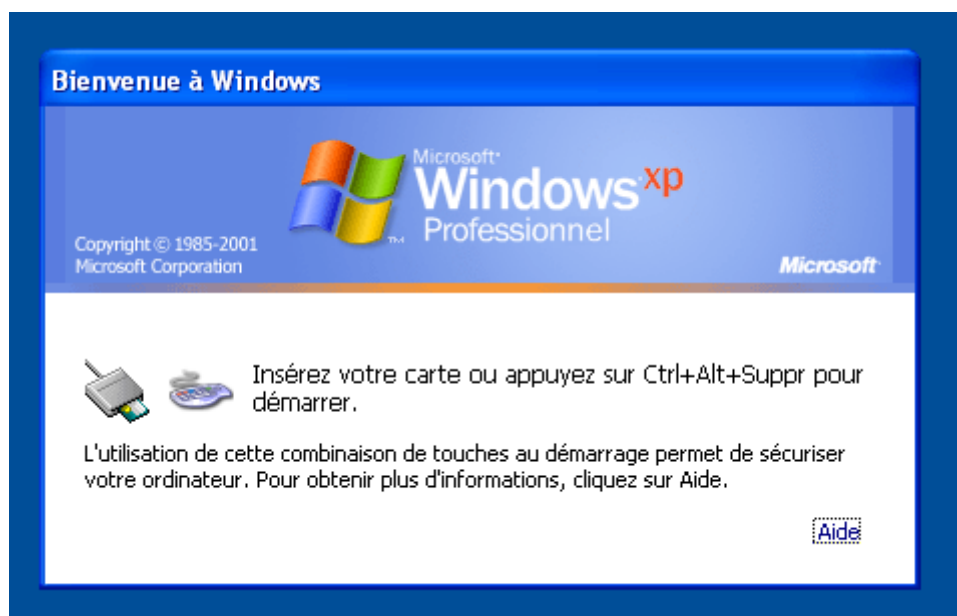 Bienvenue à Windows
Microsoft®
Windows xp
Professionnel
TM
Copyright © 1985-2001
Microsoft Corporation
Microsoft®
Insérez votre carte ou appuyez sur Ctrl+Alt+Suppr pour
démarrer.
L'utilisation de cette combinaison de touches au démarrage permet de sécuriser
votre ordinateur. Pour obtenir plus d'informations, cliquez sur Aide.
Aide